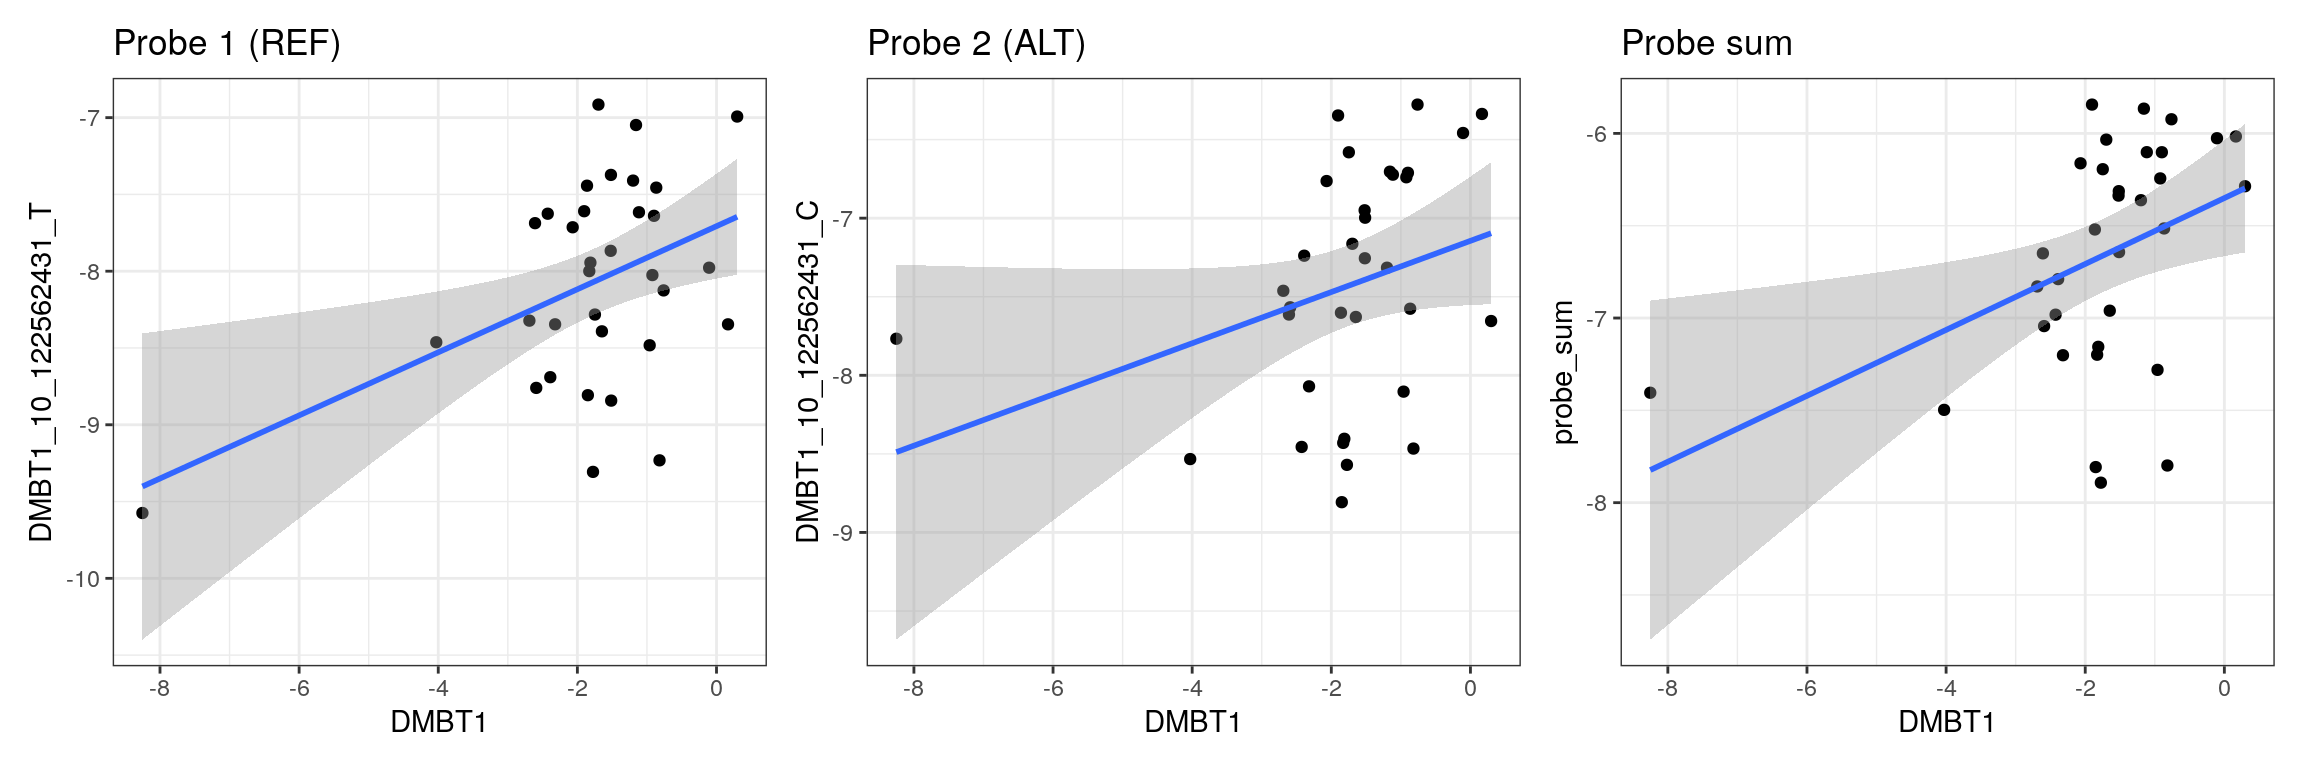 Probe 1 (REF)
DMBT1_10_122562431_T
-7
-8
-9
-10
-8 -6 -4 -2 0
DMBT1
Probe 2 (ALT)
DMBT1_10_122562431_C
-7
-8
-9
-8 -6 -4 -2 0
DMBT1
Probe sum
probe_sum
-6
-7
-8
-8 -6 -4 -2 0
DMBT1